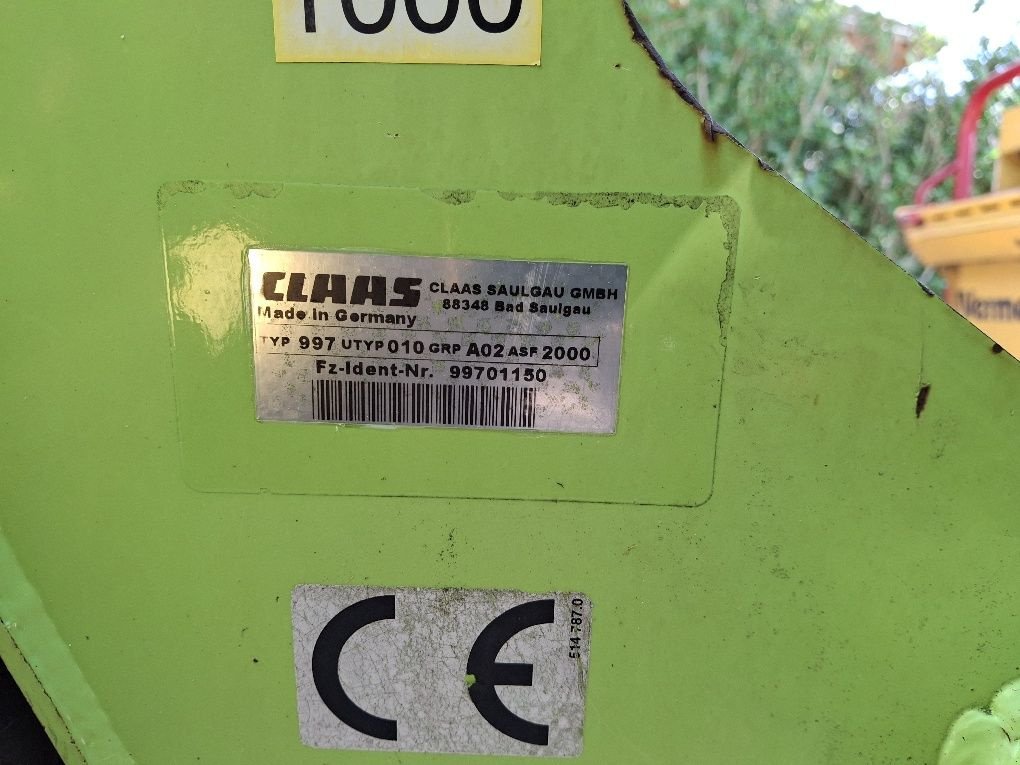 1000
CLAAS CLAAS SAULGAU GMBH
88348 Bad Saulgau
Made in Germany
TYP 997 UTYP 010 GRP A02 ASF 2000
Fz-Ident-Nr. 99701150
CE
514 787.0